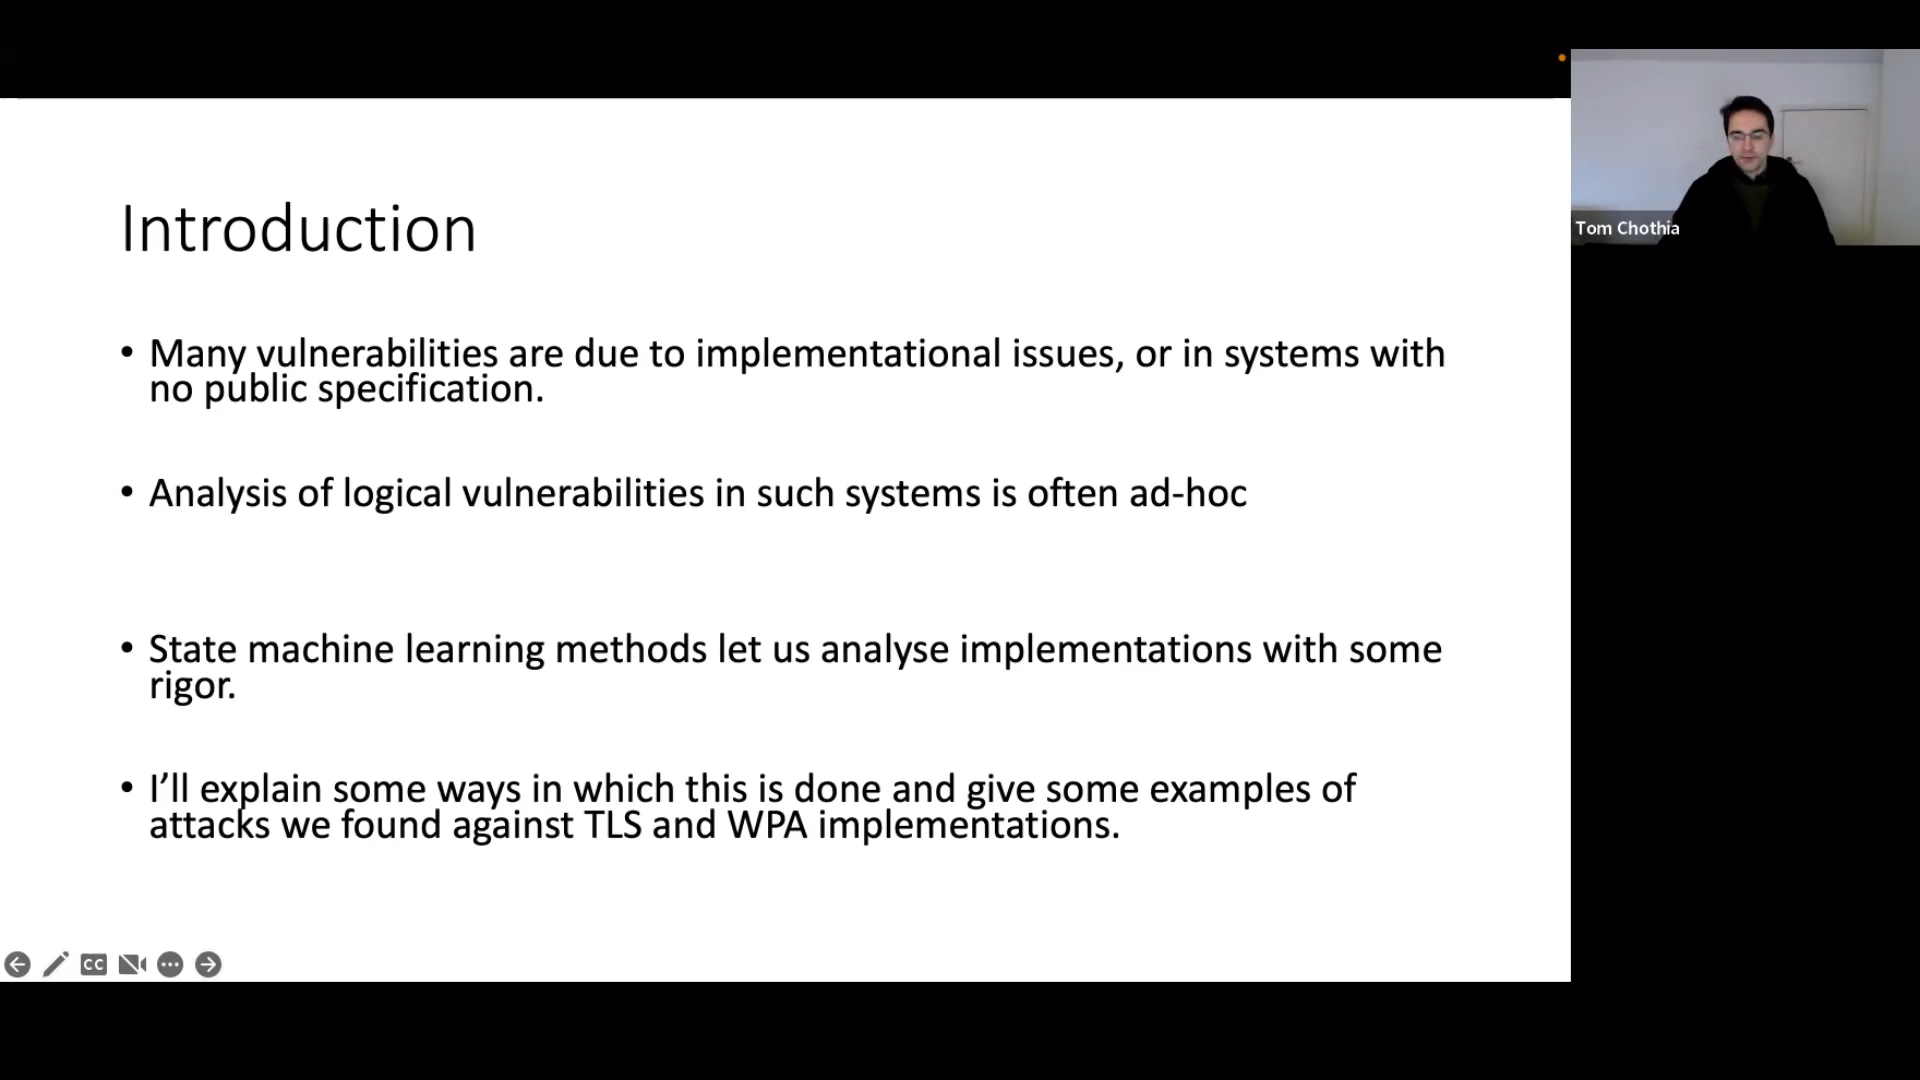 Introduction
• Many vulnerabilities are due to implementational issues, or in systems with
no public specification.
• Analysis of logical vulnerabilities in such systems is often ad-hoc
• State machine learning methods let us analyse implementations with some
rigor.
• I’ll explain some ways in which this is done and give some examples of
attacks we found against TLS and WPA implementations.
CC
Tom Chothia